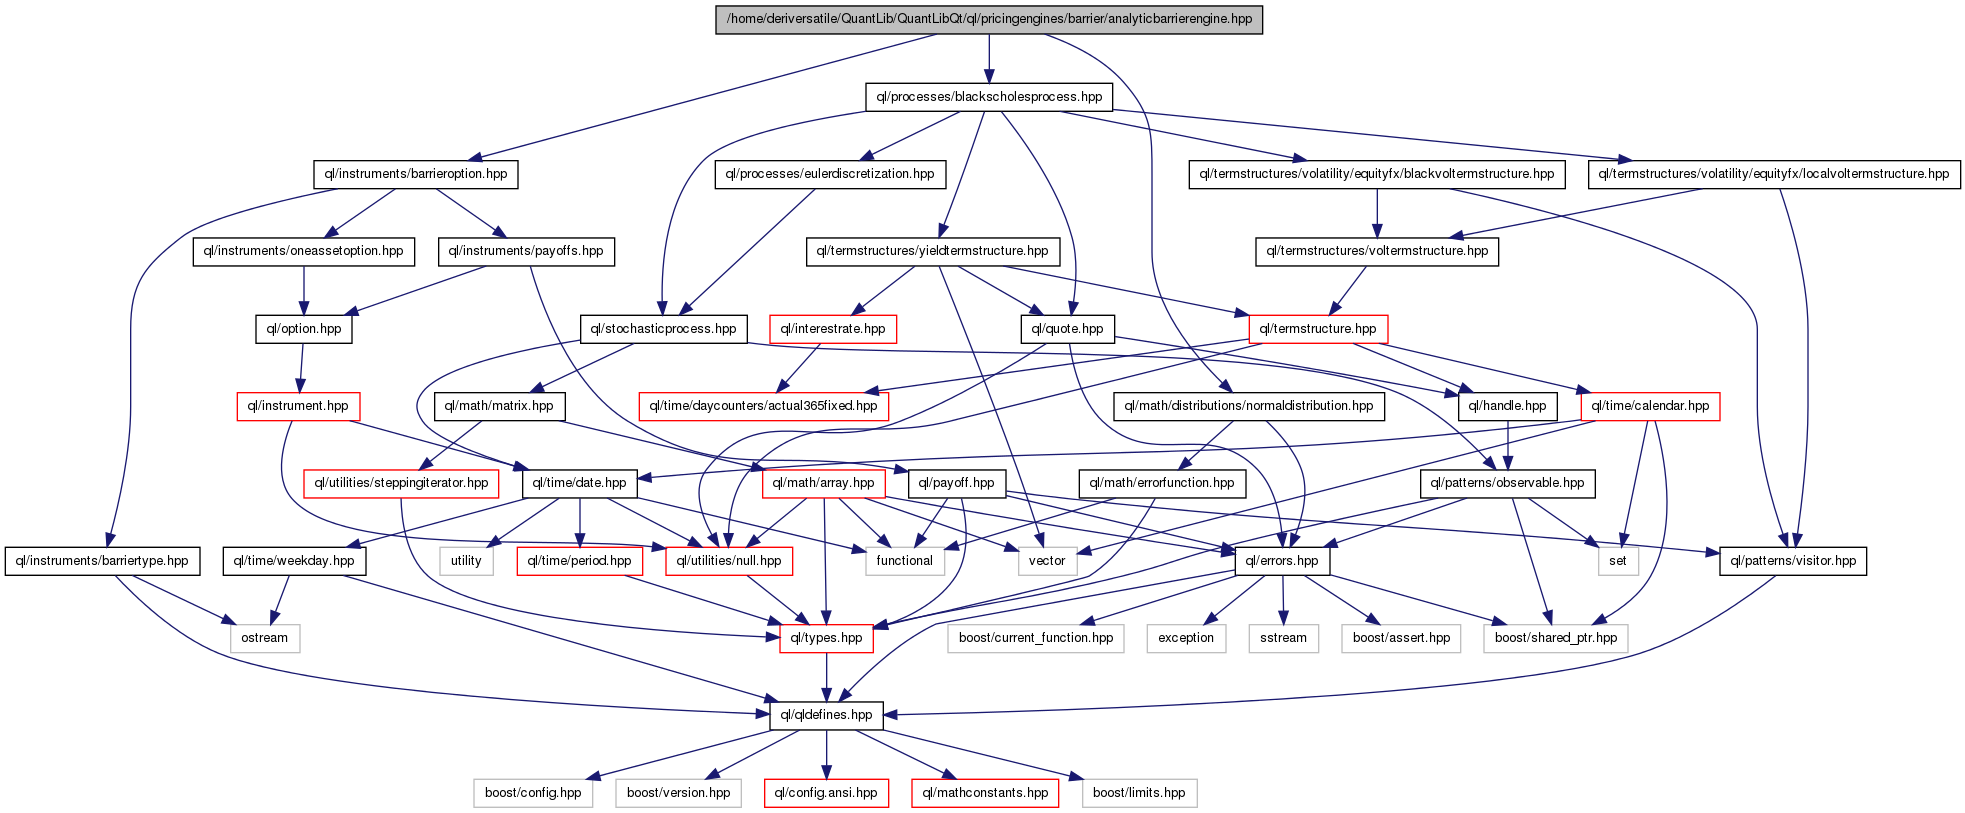 /home/deriversatile/QuantLib/QuantLibQt/ql/pricingengines/barrier/analyticbarrierengine.hpp
ql/processes/blackscholesprocess.hpp
ql/instruments/barrieroption.hpp
ql/processes/eulerdiscretization.hpp
ql/termstructures/volatility/equityfx/blackvoltermstructure.hpp
ql/termstructures/volatility/equityfx/localvoltermstructure.hpp
ql/instruments/oneassetoption.hpp
ql/instruments/payoffs.hpp
ql/termstructures/yieldtermstructure.hpp
ql/termstructures/voltermstructure.hpp
ql/option.hpp
ql/stochasticprocess.hpp
ql/interestrate.hpp
ql/quote.hpp
ql/termstructure.hpp
ql/instrument.hpp
ql/math/matrix.hpp
ql/time/daycounters/actual365fixed.hpp
ql/math/distributions/normaldistribution.hpp
ql/handle.hpp
ql/time/calendar.hpp
ql/utilities/steppingiterator.hpp
ql/time/date.hpp
ql/math/array.hpp
ql/payoff.hpp
ql/math/errorfunction.hpp
ql/patterns/observable.hpp
ql/instruments/barriertype.hpp
ql/time/weekday.hpp
utility
ql/time/period.hpp
ql/utilities/null.hpp
functional
vector
ql/errors.hpp
set
ql/patterns/visitor.hpp
ostream
ql/types.hpp
boost/current_function.hpp
exception
sstream
boost/assert.hpp
boost/shared_ptr.hpp
ql/qldefines.hpp
boost/config.hpp
boost/version.hpp
ql/config.ansi.hpp
ql/mathconstants.hpp
boost/limits.hpp